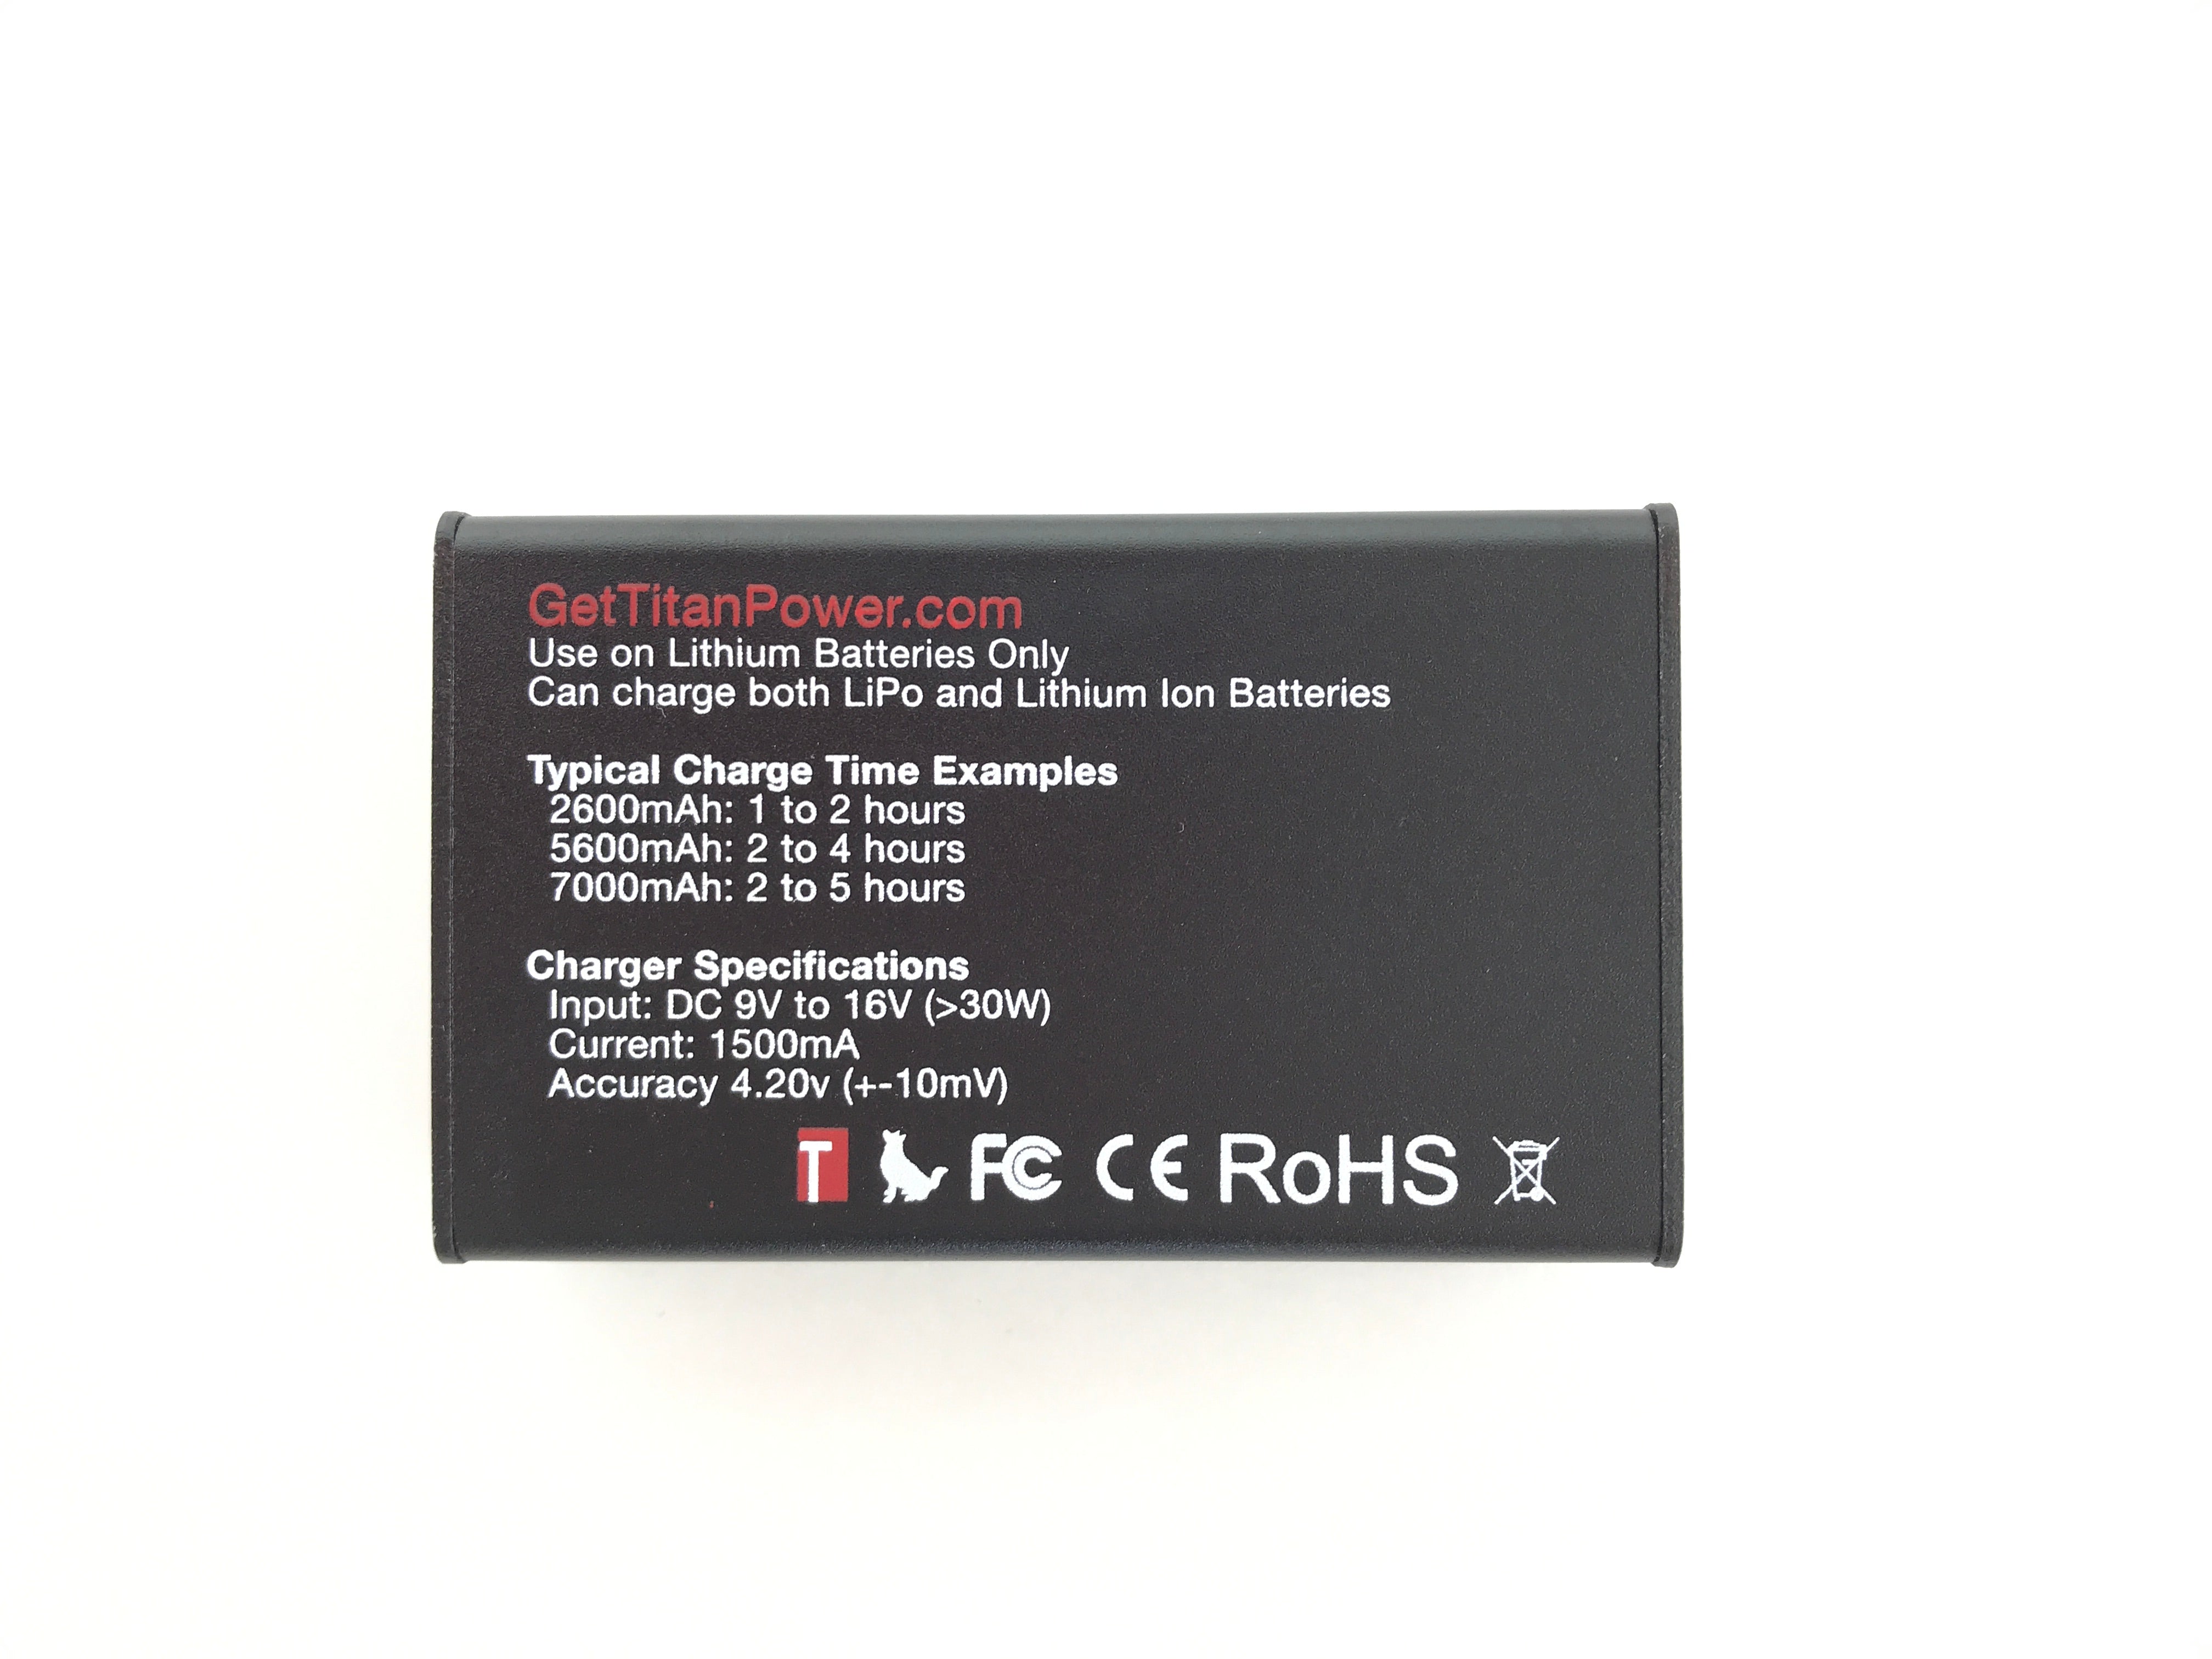 GetTitanPower.com
Use on Lithium Batteries Only
Can charge both LiPo and Lithium Ion Batteries
Typical Charge Time Examples
2600mAh: 1 to 2 hours
5600mAh: 2 to 4 hours
7000mAh: 2 to 5 hours
Charger Specifications
Input: DC 9V to 16V (>30W)
Current: 1500mA
Accuracy 4.20v (+-10mV)
T FC CE RoHS